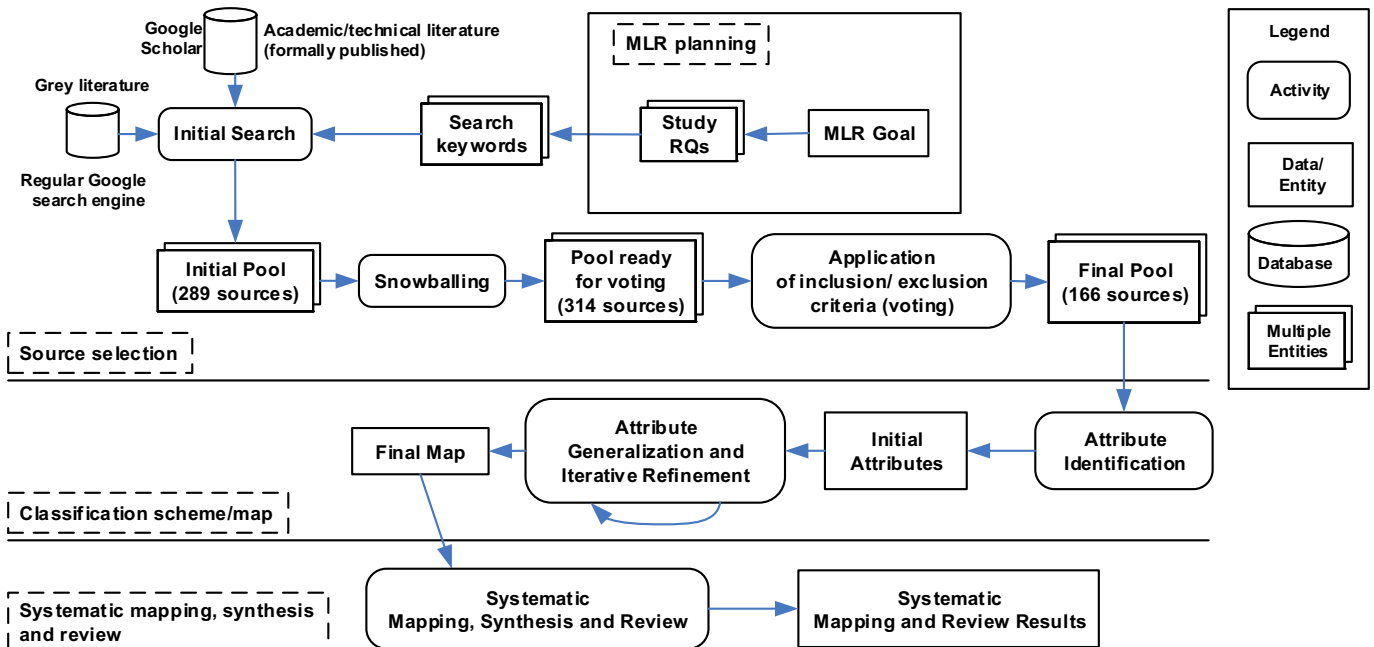 Google
Scholar
Academic/technical literature
(formally published)
Grey literature
Regular Google
search engine
Initial Search
Search
keywords
MLR planning
Study
RQs
MLR Goal
Initial Pool
(289 sources)
Snowballing
Pool ready
for voting
(314 sources)
Application
of inclusion/ exclusion
criteria (voting)
Final Pool
(166 sources)
Source selection
Final Map
Attribute
Generalization and
Iterative Refinement
Initial
Attributes
Attribute
Identification
Classification scheme/map
Systematic mapping, synthesis
and review
Systematic
Mapping, Synthesis and Review
Systematic
Mapping and Review Results
Legend
Activity
Data/
Entity
Database
Multiple
Entities